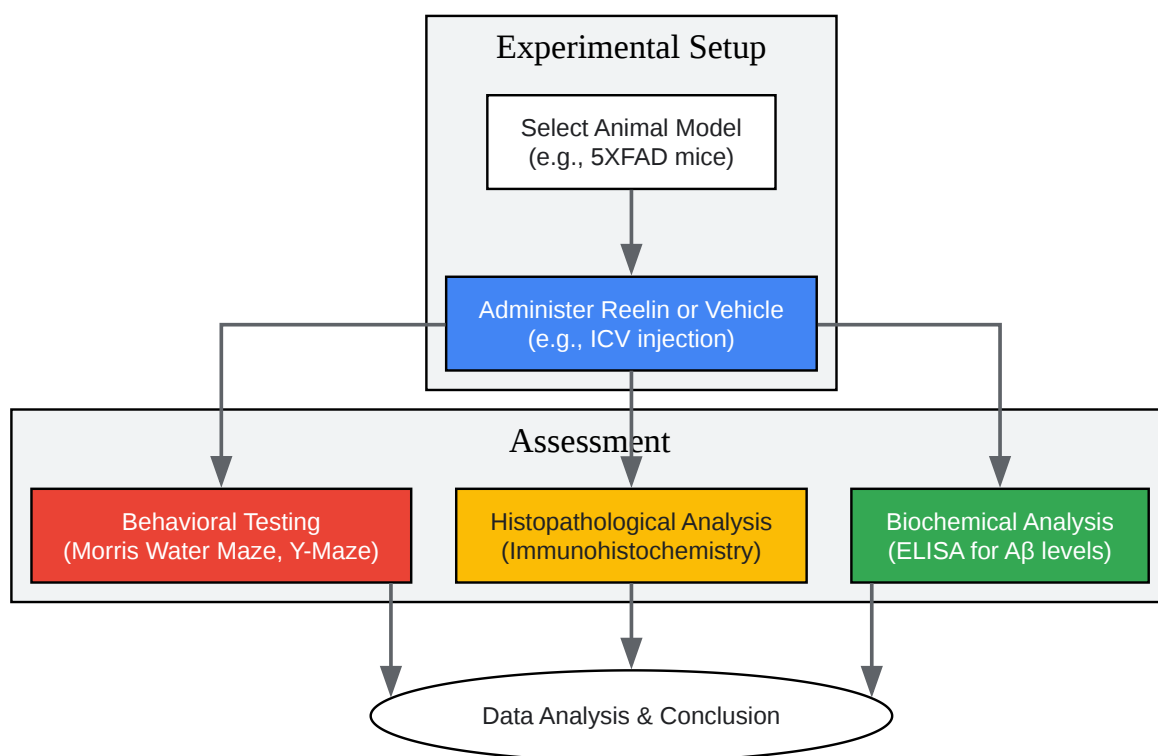 Experimental Setup
Select Animal Model
(e.g., 5XFAD mice)
Administer Reelin or Vehicle
(e.g., ICV injection)
Assessment
Behavioral Testing
(Morris Water Maze, Y-Maze)
Histopathological Analysis
(Immunohistochemistry)
Biochemical Analysis
(ELISA for Aβ levels)
Data Analysis & Conclusion